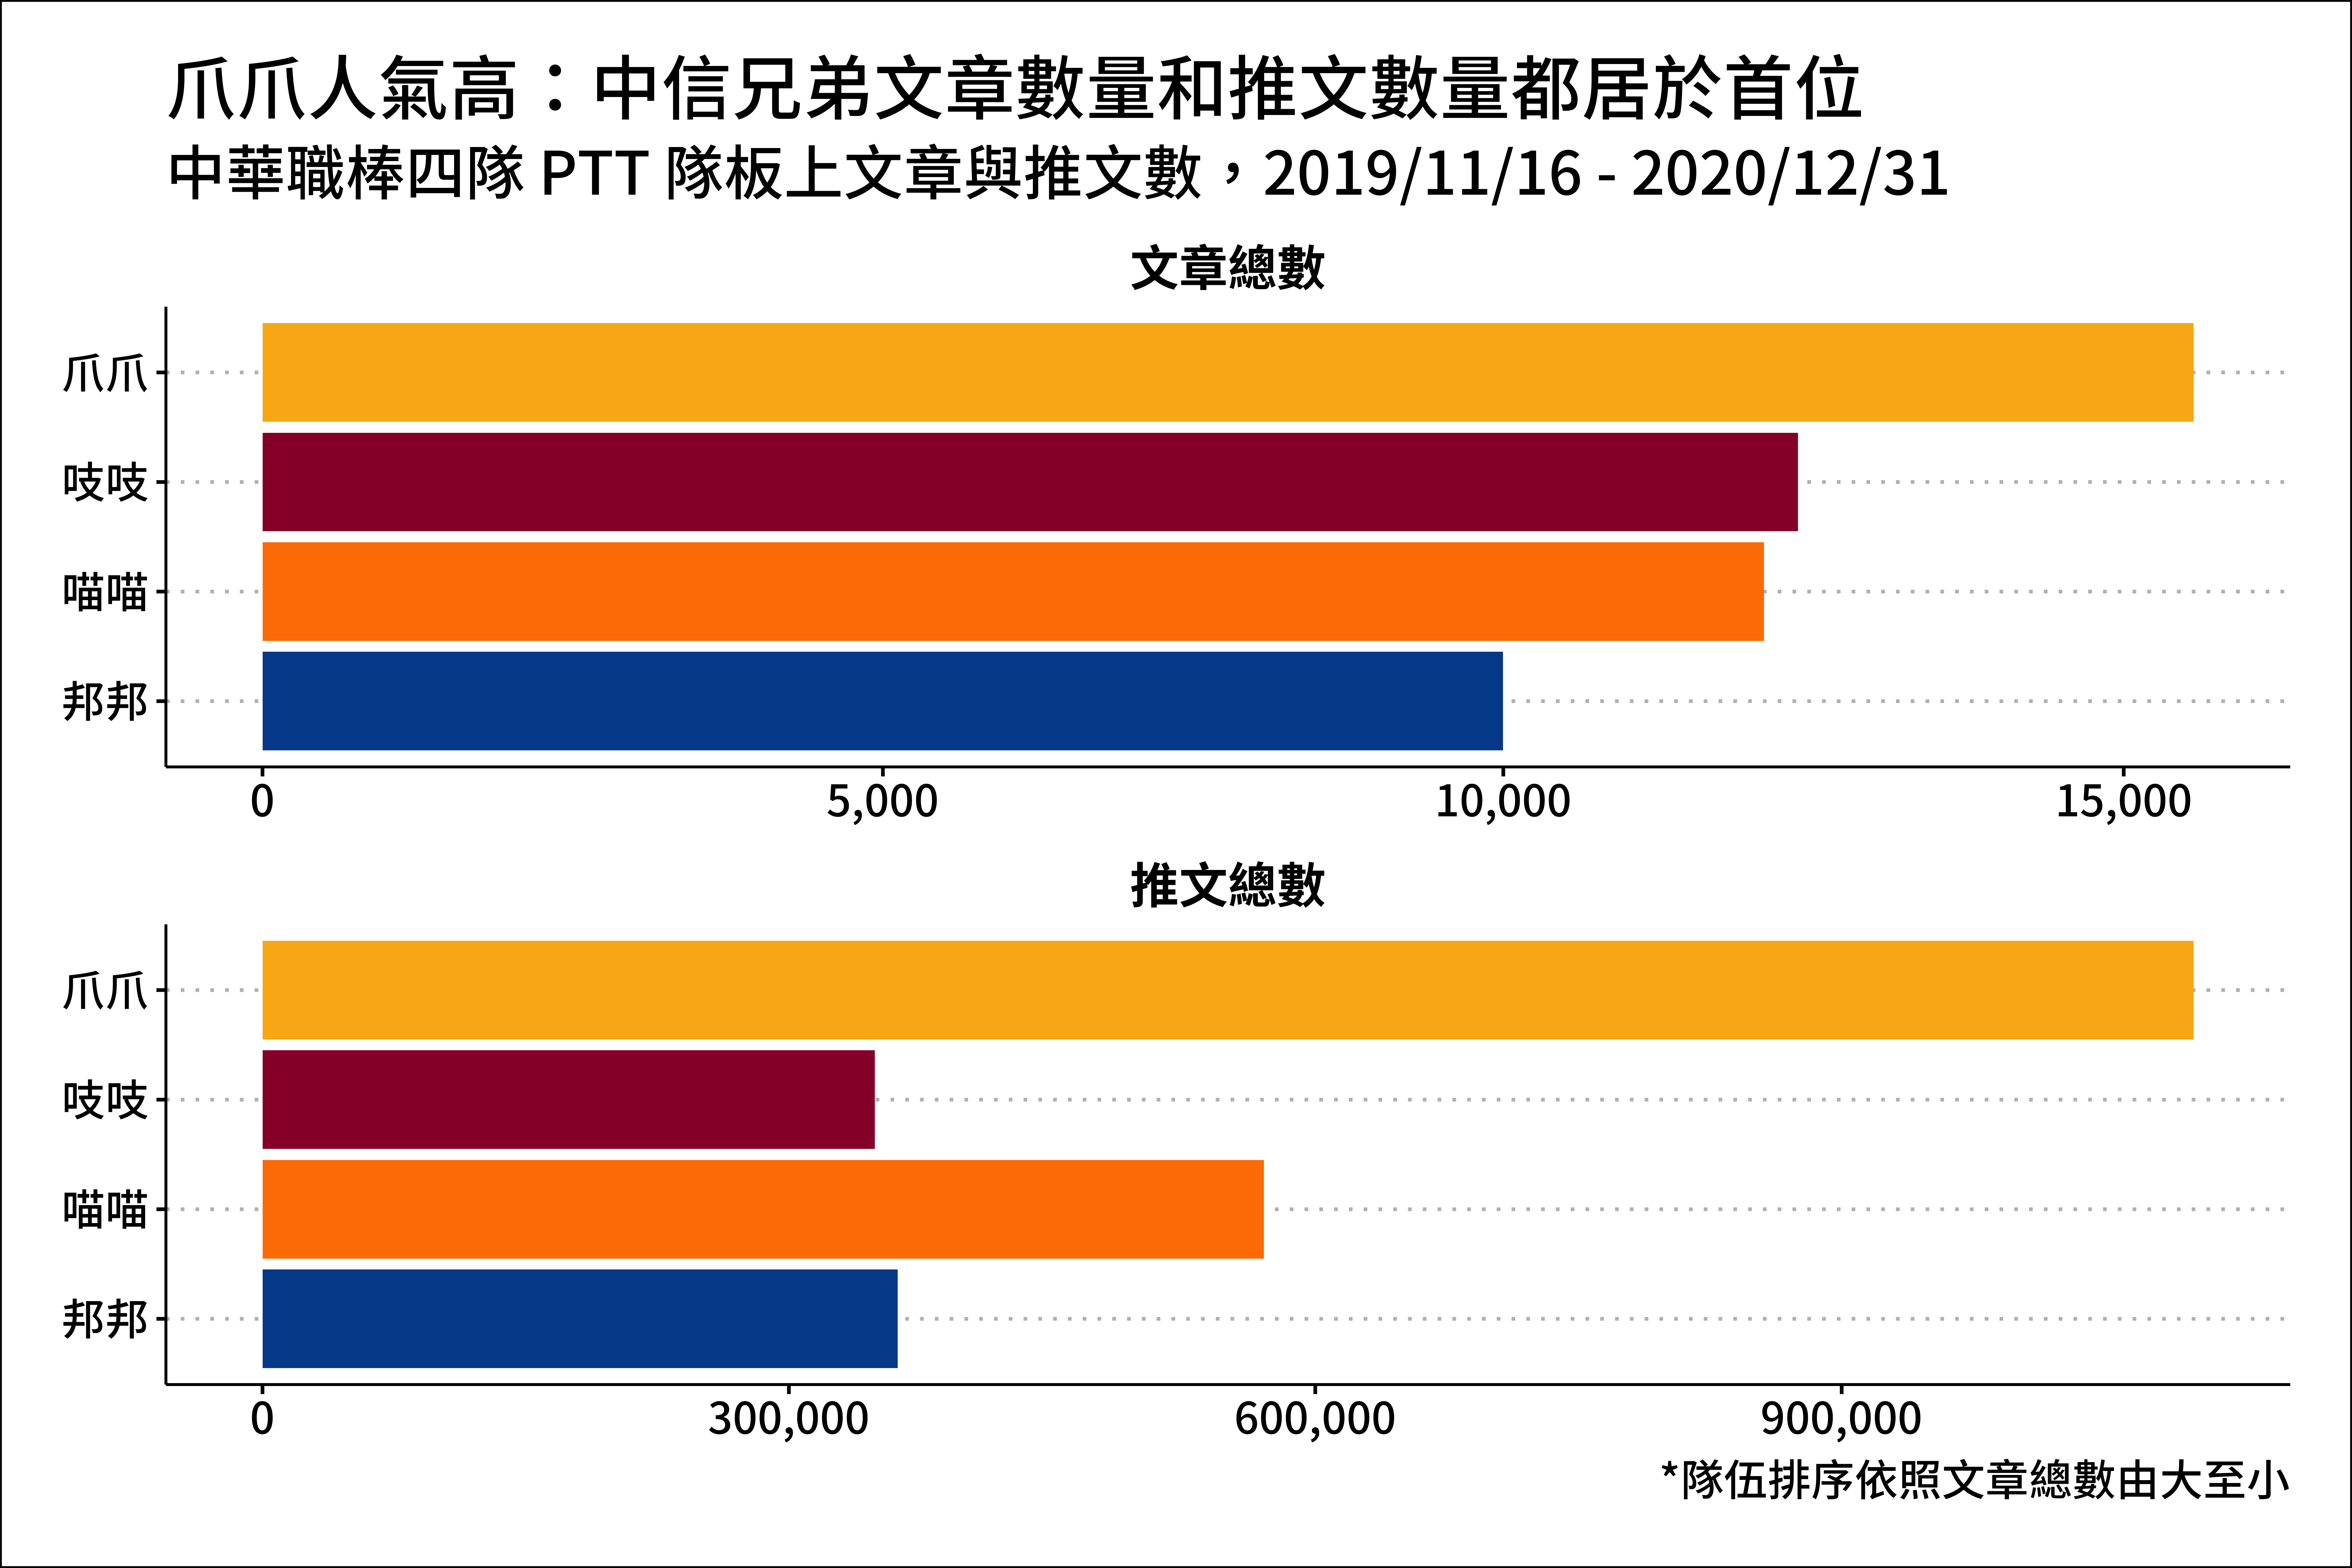 爪爪人氣高：中信兄弟文章數量和推文數量都居於首位
中華職棒四隊 PTT 隊板上文章與推文數，2019/11/16 - 2020/12/31
文章總數
爪爪
吱吱
喵喵
邦邦
0 5,000 10,000 15,000
推文總數
爪爪
吱吱
喵喵
邦邦
0 300,000 600,000 900,000
*隊伍排序依照文章總數由大至小